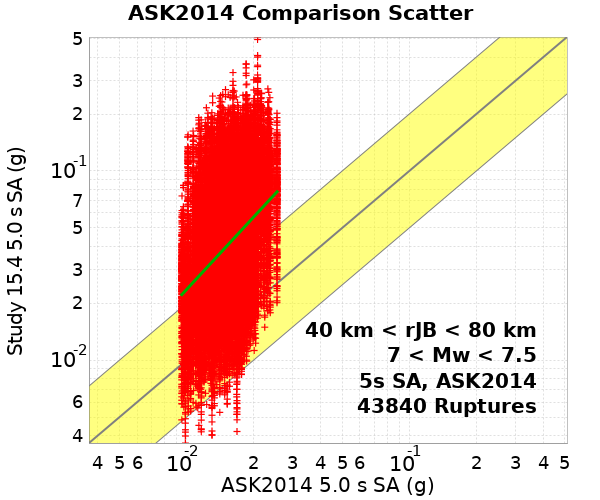 ASK2014 Comparison Scatter
5
3
2
10-1
7
5
3
2
10-2
6
4
Study 15.4 5.0 s SA (g)
40 km < rJB < 80 km
7 < Mw < 7.5
5s SA, ASK2014
43840 Ruptures
4 5 6 10-2 2 3 4 5 6 10-1 2 3 4 5
ASK2014 5.0 s SA (g)